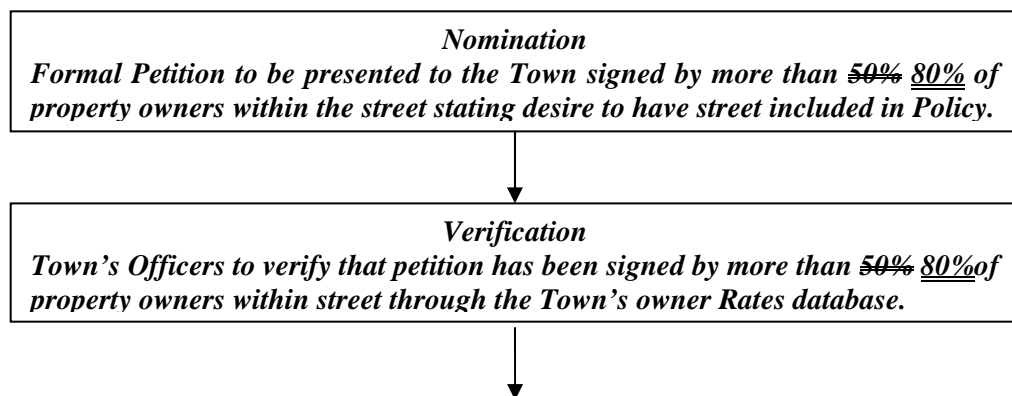 Nomination
Formal Petition to be presented to the Town signed by more than 50% 80% of
property owners within the street stating desire to have street included in Policy.
Verification
Town's Officers to verify that petition has been signed by more than 50% 80%of
property owners within street through the Town's owner Rates database.